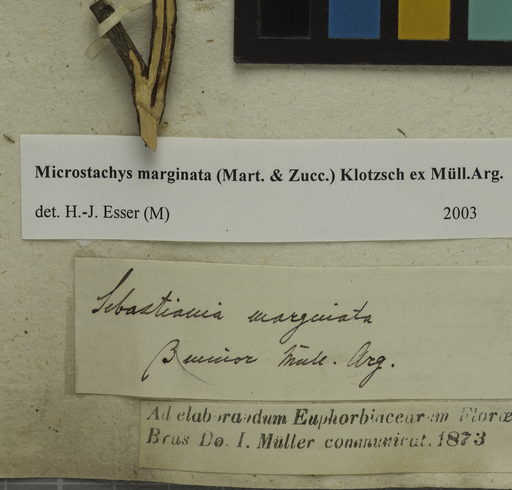 Microstachys marginata (Mart. & Zucc.) Klotzsch ex Müll.Arg.
det. H.-J. Esser (M) 2003
Sebastiania marginata
β minor Müll. Arg.
Ad elaborandum Euphorbiacearum Floræ
Bras Do. I. Müller communicat. 1873